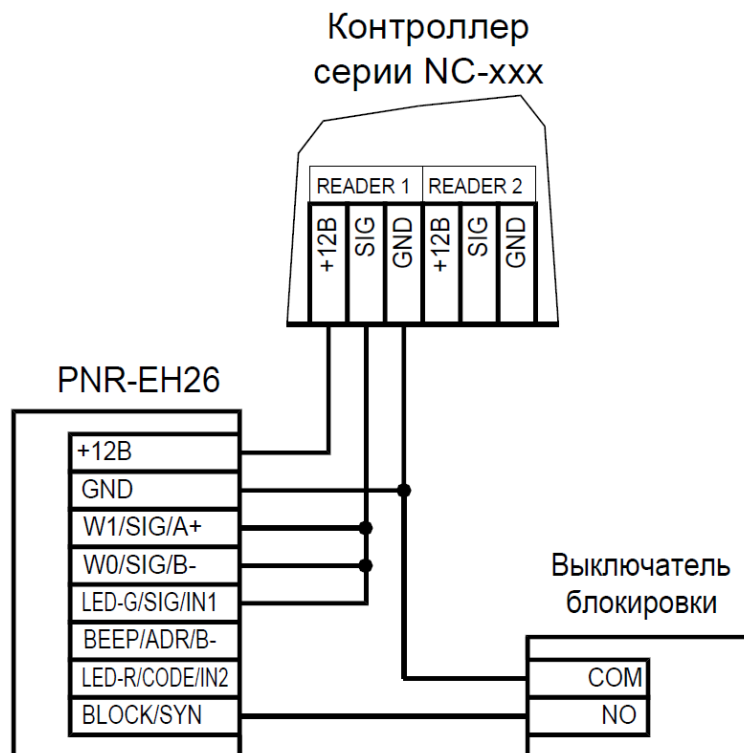 Контроллер
серии NC-xxx
READER 1 READER 2
+12В SIG GND +12В SIG GND
PNR-EH26
+12В
GND
W1/SIG/A+
W0/SIG/B-
LED-G/SIG/IN1
BEEP/ADR/B-
LED-R/CODE/IN2
BLOCK/SYN
Выключатель
блокировки
COM
NO